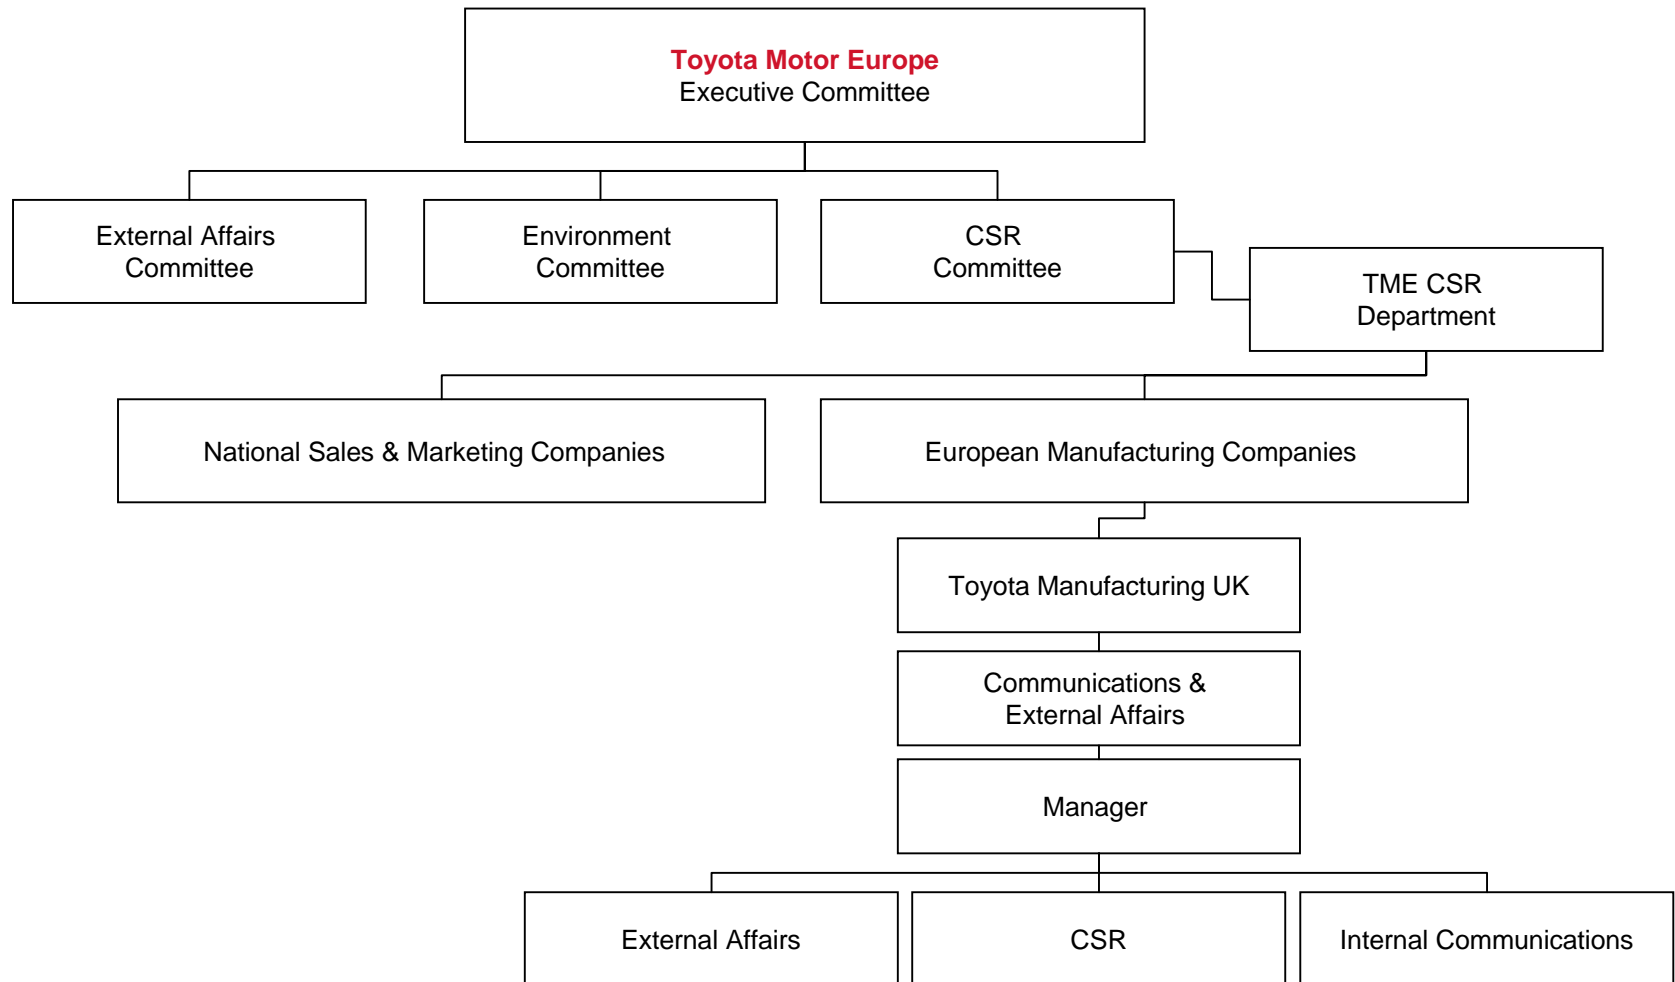 Toyota Motor Europe
Executive Committee
External Affairs
Committee
Environment
Committee
CSR
Committee
TME CSR
Department
National Sales & Marketing Companies
European Manufacturing Companies
Toyota Manufacturing UK
Communications &
External Affairs
Manager
External Affairs
CSR
Internal Communications